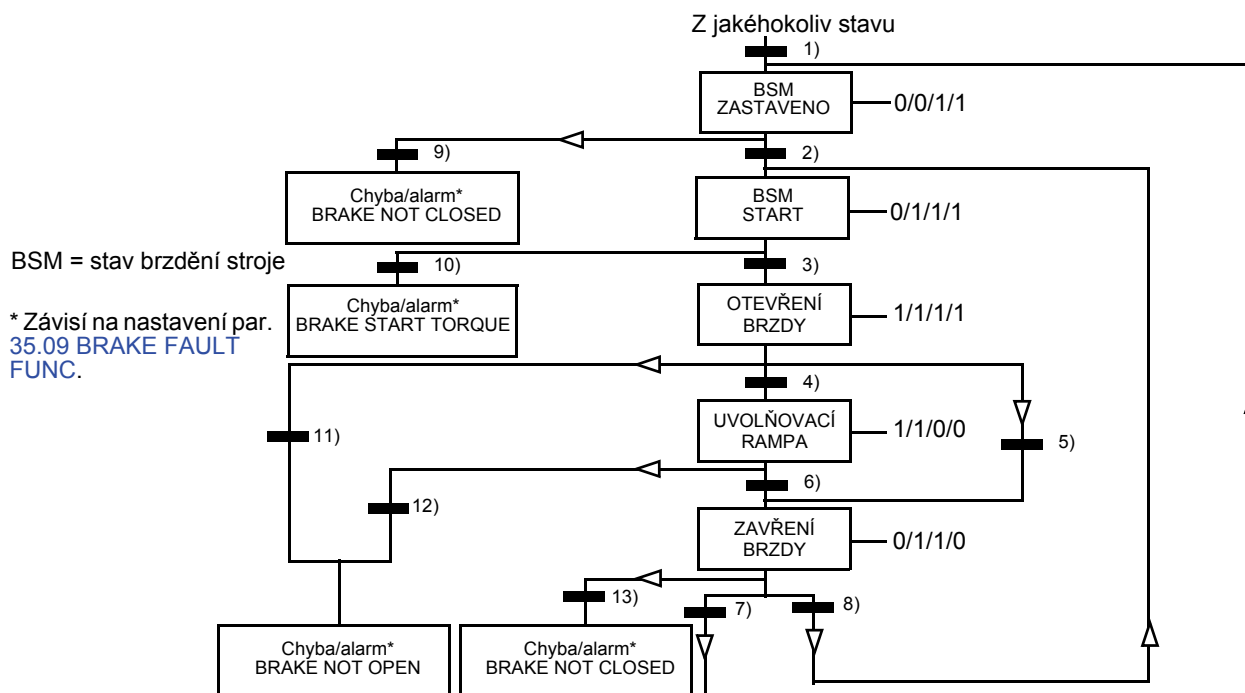 Z jakéhokoliv stavu
1)
BSM
ZASTAVENO
0/0/1/1
9)
2)
Chyba/alarm*
BRAKE NOT CLOSED
BSM
START
0/1/1/1
BSM = stav brzdění stroje
10)
3)
* Závisí na nastavení par.
35.09 BRAKE FAULT
FUNC.
Chyba/alarm*
BRAKE START TORQUE
OTEVŘENÍ
BRZDY
1/1/1/1
4)
UVOLŇOVACÍ
RAMPA
1/1/0/0
11)
5)
6)
12)
ZAVŘENÍ
BRZDY
0/1/1/0
13)
7)
8)
Chyba/alarm*
BRAKE NOT OPEN
Chyba/alarm*
BRAKE NOT CLOSED